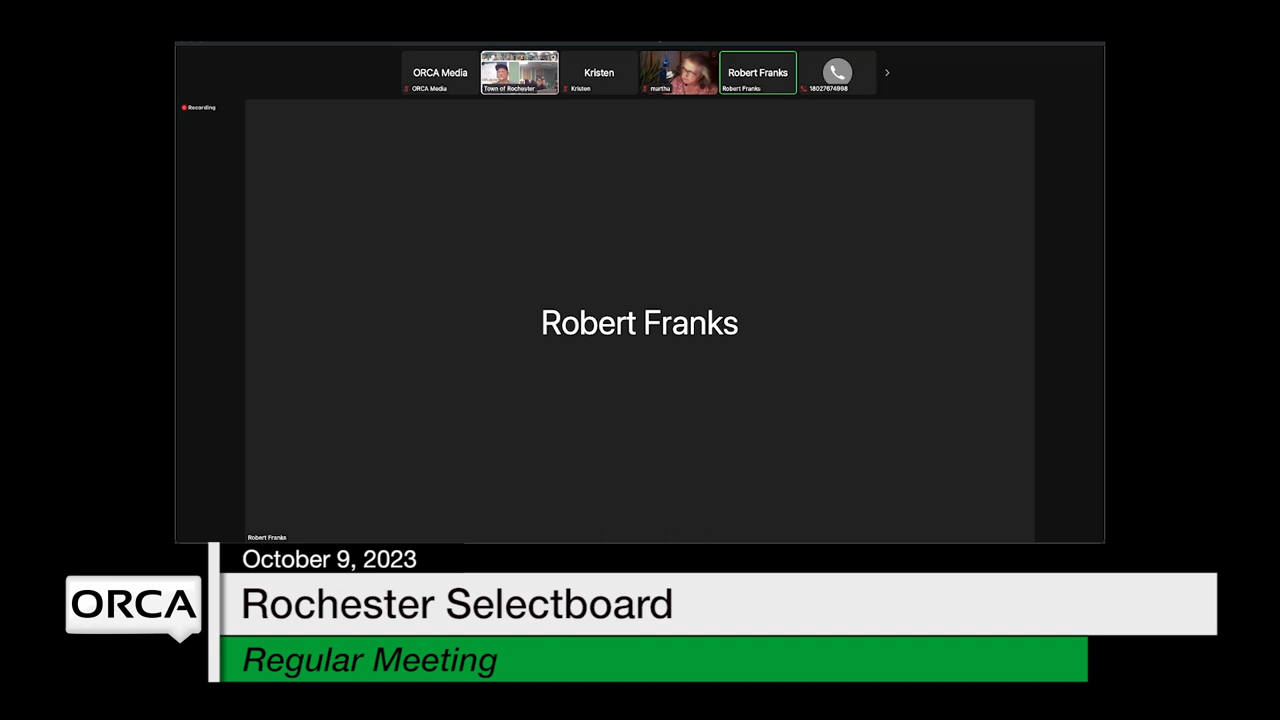 ORCA Media
Kristen
Robert Franks
ORCA Media
Town of Rochester
Kristen
martha
Robert Franks
18027674998
Recording
Robert Franks
Robert Franks
October 9, 2023
ORCA
Rochester Selectboard
Regular Meeting